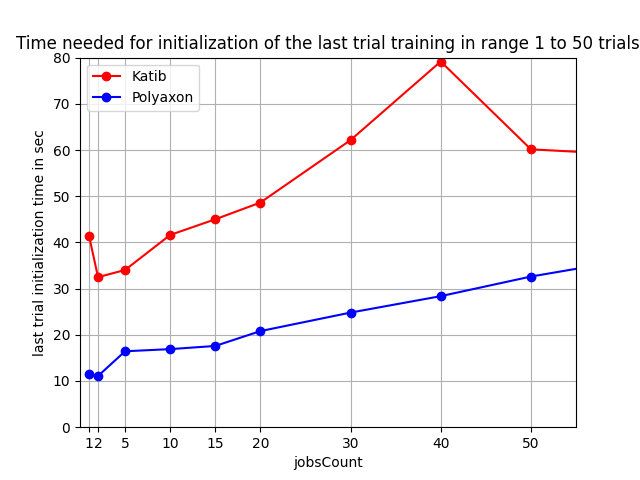 Time needed for initialization of the last trial training in range 1 to 50 trials
Katib
Polyaxon
last trial initialization time in sec
80
70
60
50
40
30
20
10
0
1 2 5 10 15 20 30 40 50
jobsCount